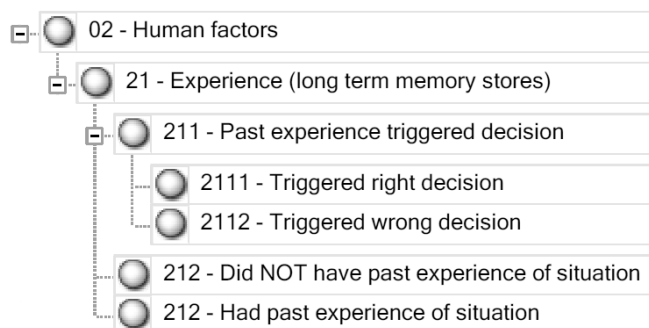 02 - Human factors
21 - Experience (long term memory stores)
211 - Past experience triggered decision
2111 - Triggered right decision
2112 - Triggered wrong decision
212 - Did NOT have past experience of situation
212 - Had past experience of situation